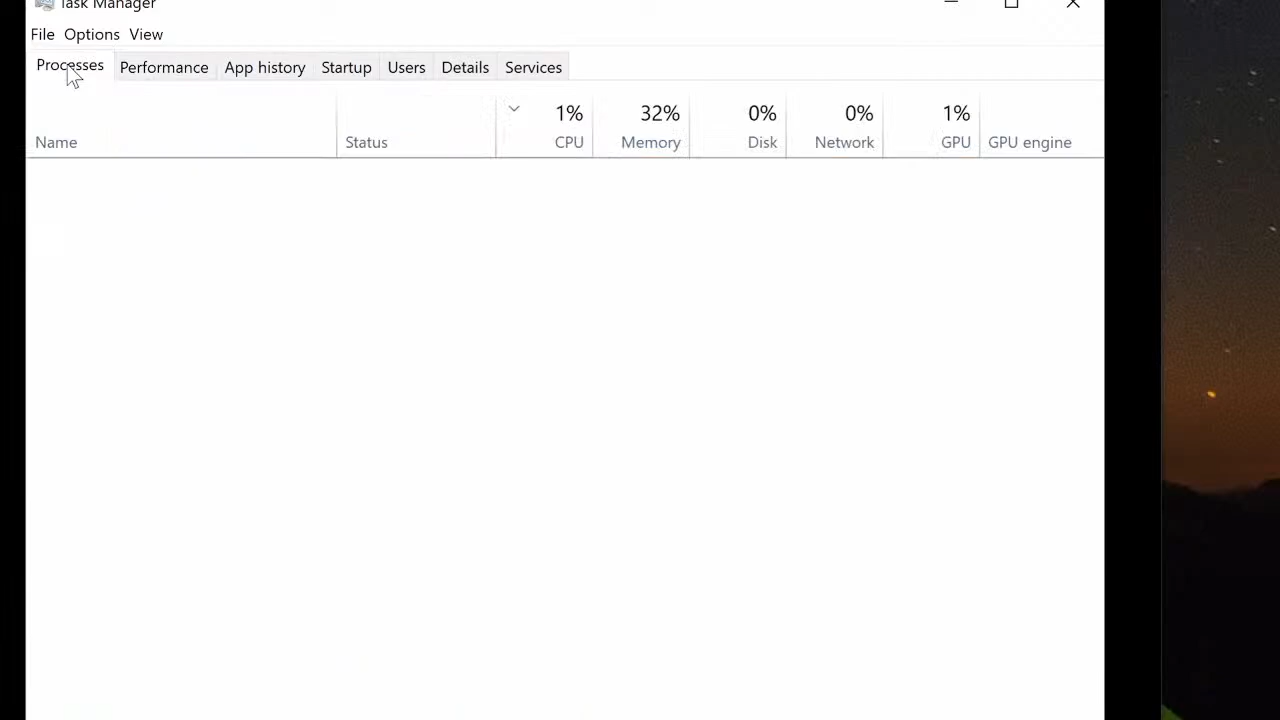 Task Manager
File Options View
Processes Performance App history Startup Users Details Services
1% 32% 0% 0% 1%
Name Status CPU Memory Disk Network GPU GPU engine